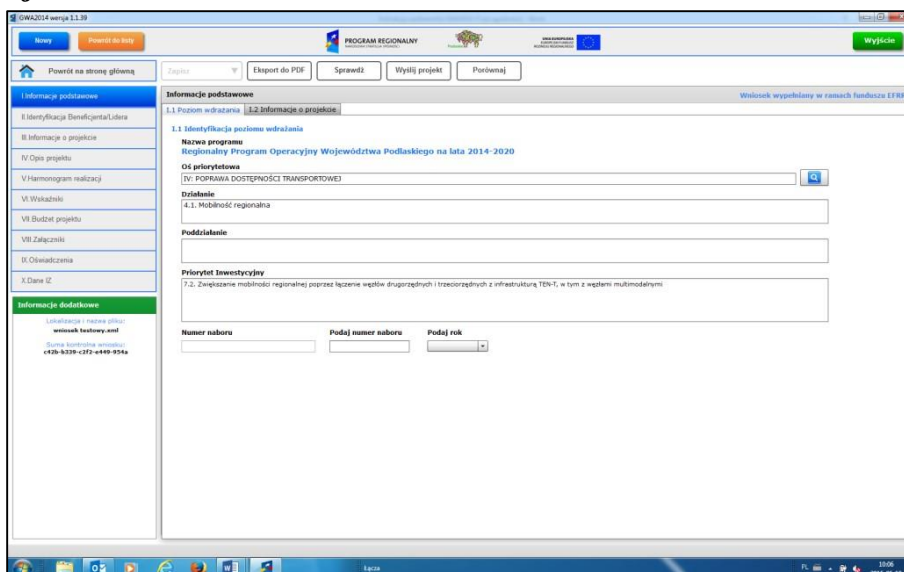 GWA2014 wersja 1.1.39
Nowy
Powrót do listy
PROGRAM REGIONALNY
Wyjście
Powrót na stronę główną
Zapisz
Eksport do PDF
Sprawdź
Wyślij projekt
Porównaj
I.Informacje podstawowe
II.Identyfikacja Beneficjenta/Lidera
III.Informacje o projekcie
IV Opis projektu
V.Harmonogram realizacji
VI.Wskaźniki
VII.Budżet projektu
VIII.Załączniki
IX.Oświadczenia
X.Dane IZ
Informacje dodatkowe
Lokalizacja i nazwa pliku:
wniosek testowy.xml
Suma kontrolna wniosku:
c42b-b339-c2f2-e449-954a
Informacje podstawowe
Wniosek wypełniany w ramach funduszu EFRR
1.1 Poziom wdrażania
1.2 Informacje o projekcie
1.1 Identyfikacja poziomu wdrażania
Nazwa programu
Regionalny Program Operacyjny Województwa Podlaskiego na lata 2014-2020
Oś priorytetowa
IV: POPRAWA DOSTĘPNOŚCI TRANSPORTOWEJ
Działanie
4.1. Mobilność regionalna
Poddziałanie
Priorytet Inwestycyjny
7.2. Zwiększanie mobilności regionalnej poprzez łączenie węzłów drugorzędnych i trzeciorzędnych z infrastrukturą TEN-T, w tym z węzłami multimodalnymi
Numer naboru
Podaj numer naboru
Podaj rok
Łącza
PL
10:06